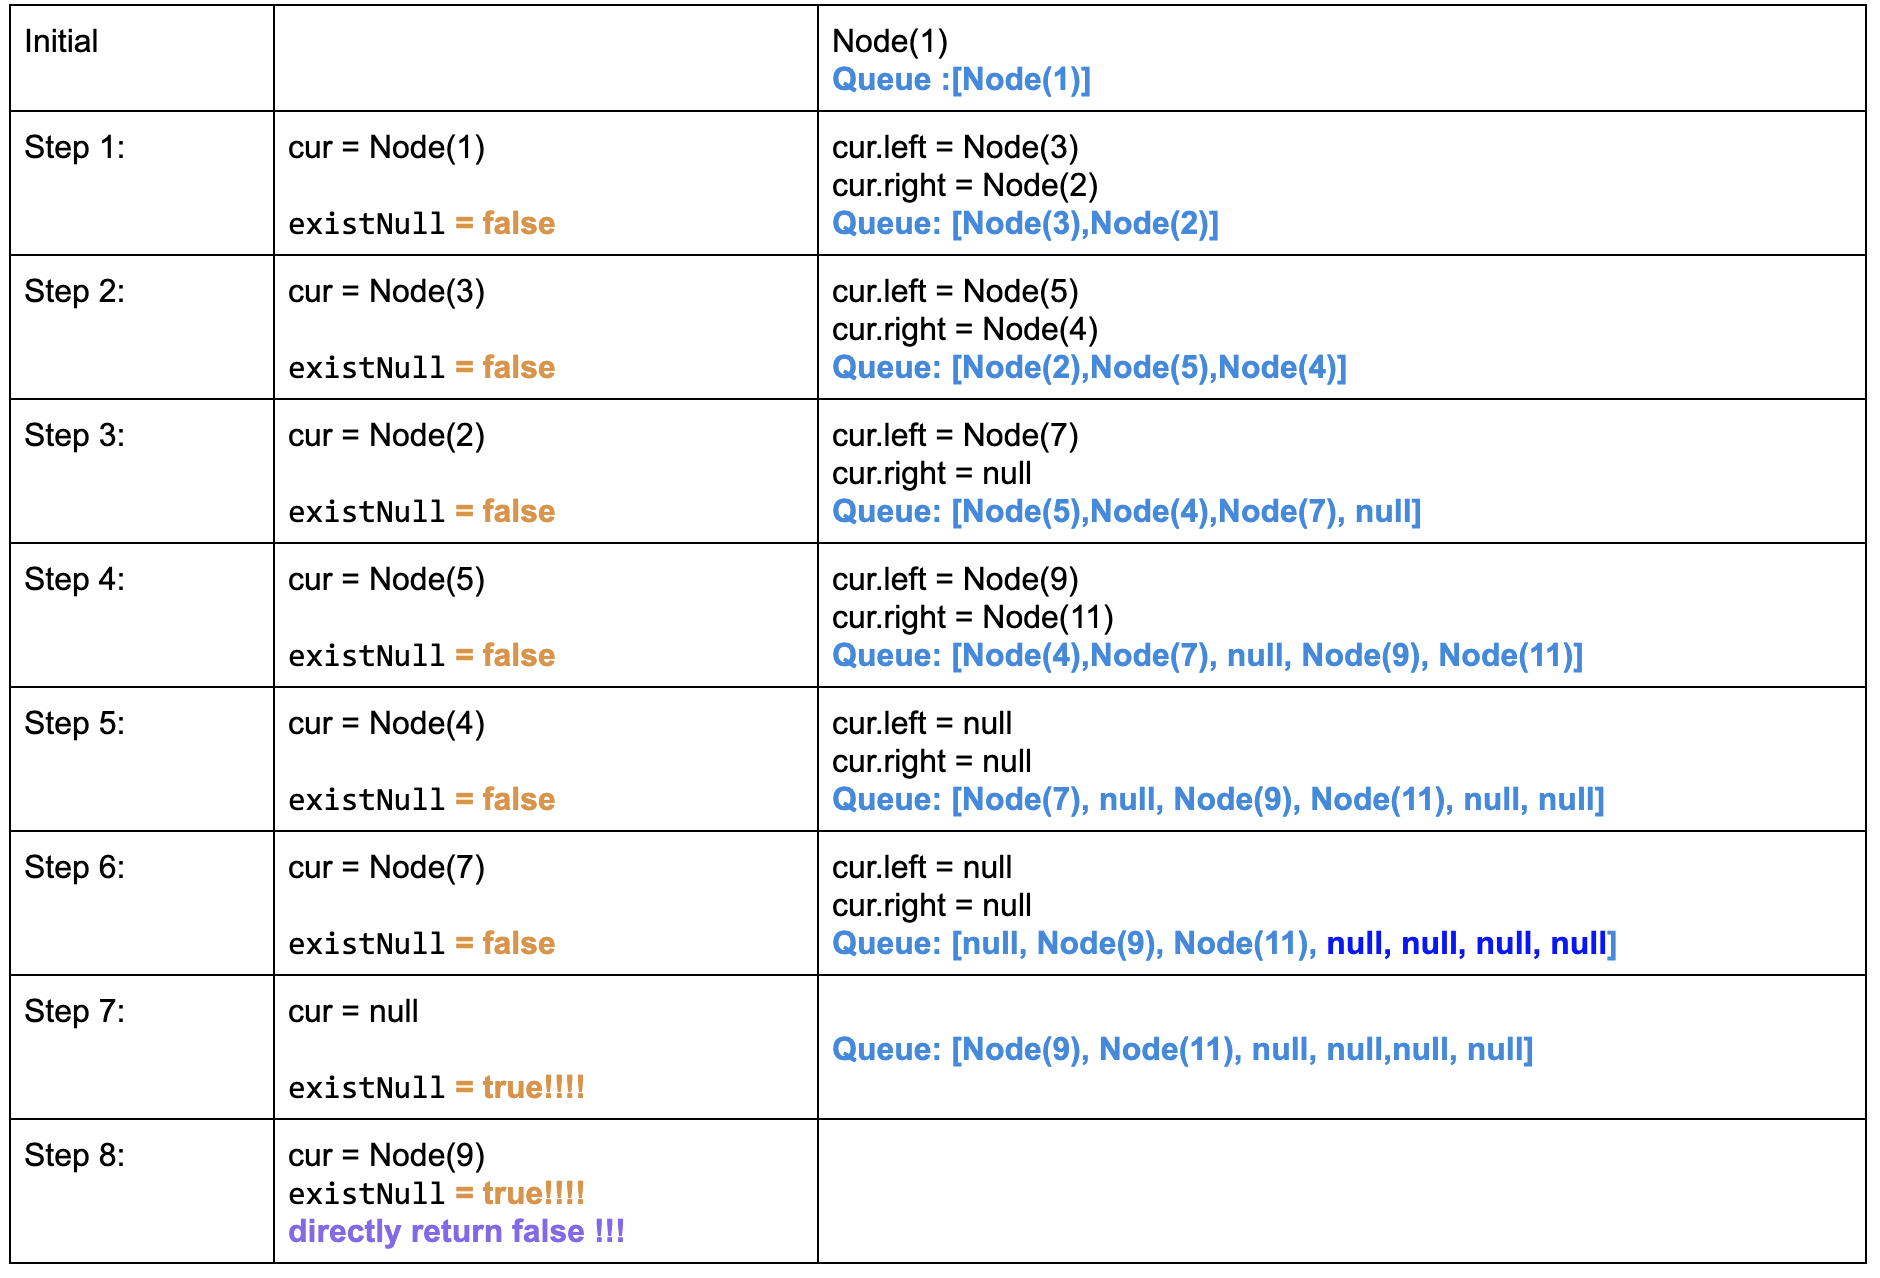 Initial
Node(1)
Queue :[Node(1)]
Step 1:
cur = Node(1)
existNull = false
cur.left = Node(3)
cur.right = Node(2)
Queue: [Node(3),Node(2)]
Step 2:
cur = Node(3)
existNull = false
cur.left = Node(5)
cur.right = Node(4)
Queue: [Node(2),Node(5),Node(4)]
Step 3:
cur = Node(2)
existNull = false
cur.left = Node(7)
cur.right = null
Queue: [Node(5),Node(4),Node(7), null]
Step 4:
cur = Node(5)
existNull = false
cur.left = Node(9)
cur.right = Node(11)
Queue: [Node(4),Node(7), null, Node(9), Node(11)]
Step 5:
cur = Node(4)
existNull = false
cur.left = null
cur.right = null
Queue: [Node(7), null, Node(9), Node(11), null, null]
Step 6:
cur = Node(7)
existNull = false
cur.left = null
cur.right = null
Queue: [null, Node(9), Node(11), null, null, null, null]
Step 7:
cur = null
existNull = true!!!!
Queue: [Node(9), Node(11), null, null,null, null]
Step 8:
cur = Node(9)
existNull = true!!!!
directly return false !!!